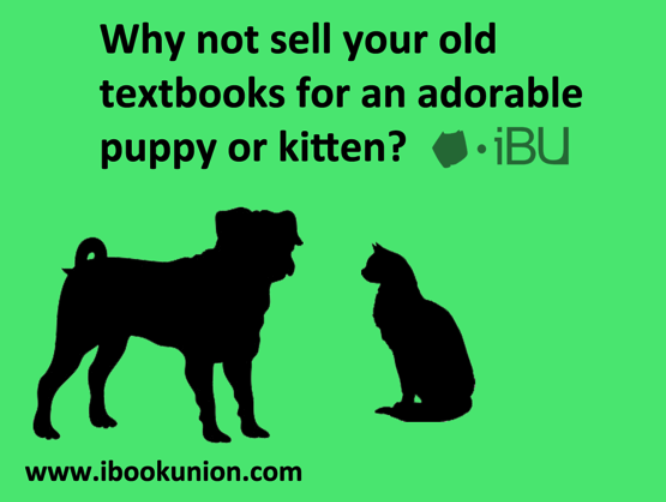 Why not sell your old
textbooks for an adorable
puppy or kitten?
iBU
www.ibookunion.com